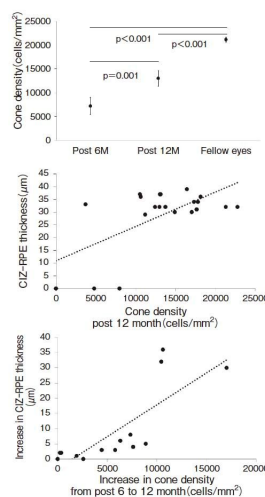 Cone density(cells/mm²)
25000
20000
15000
10000
5000
0
p<0.001
p<0.001
p=0.001
Post 6M Post 12M Fellow eyes
CIZ-RPE thickness(μm)
45
40
35
30
25
20
15
10
5
0
0 5000 10000 15000 20000 25000
Cone density
post 12 month(cells/mm²)
Increase in CIZ-RPE thickness
(μm)
40
35
30
25
20
15
10
5
0
0 5000 10000 15000 20000
Increase in cone density
from post 6 to 12 month(cells/mm²)